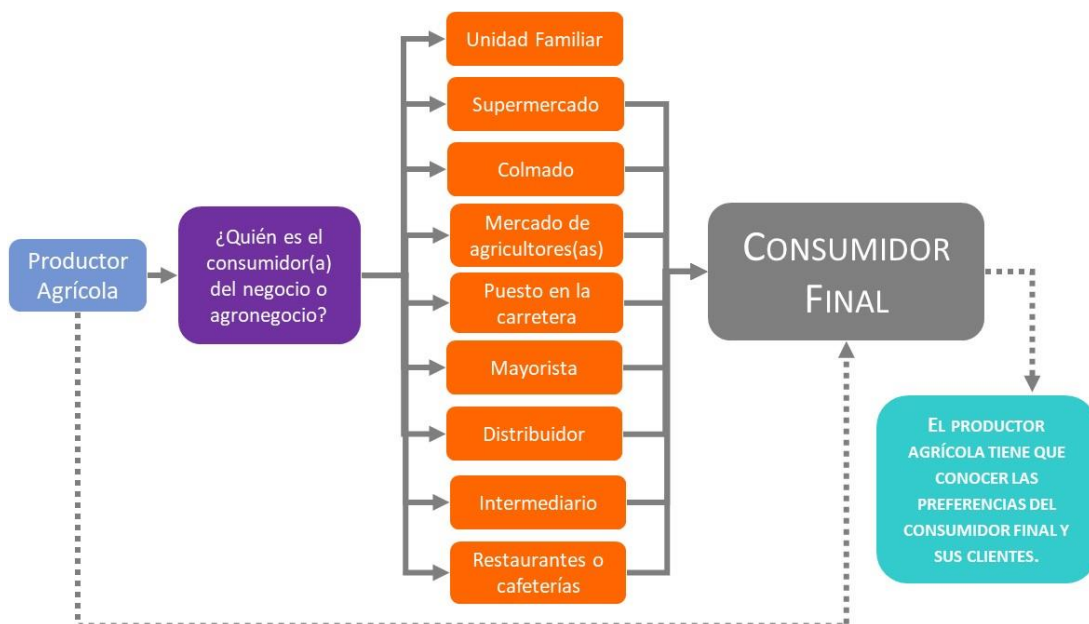 Productor
Agrícola
¿Quién es el
consumidor(a)
del negocio o
agronegocio?
Unidad Familiar
Supermercado
Colmado
Mercado de
agricultores(as)
Puesto en la
carretera
Mayorista
Distribuidor
Intermediario
Restaurantes o
cafeterías
CONSUMIDOR
FINAL
EL PRODUCTOR
AGRÍCOLA TIENE QUE
CONOCER LAS
PREFERENCIAS DEL
CONSUMIDOR FINAL Y
SUS CLIENTES.